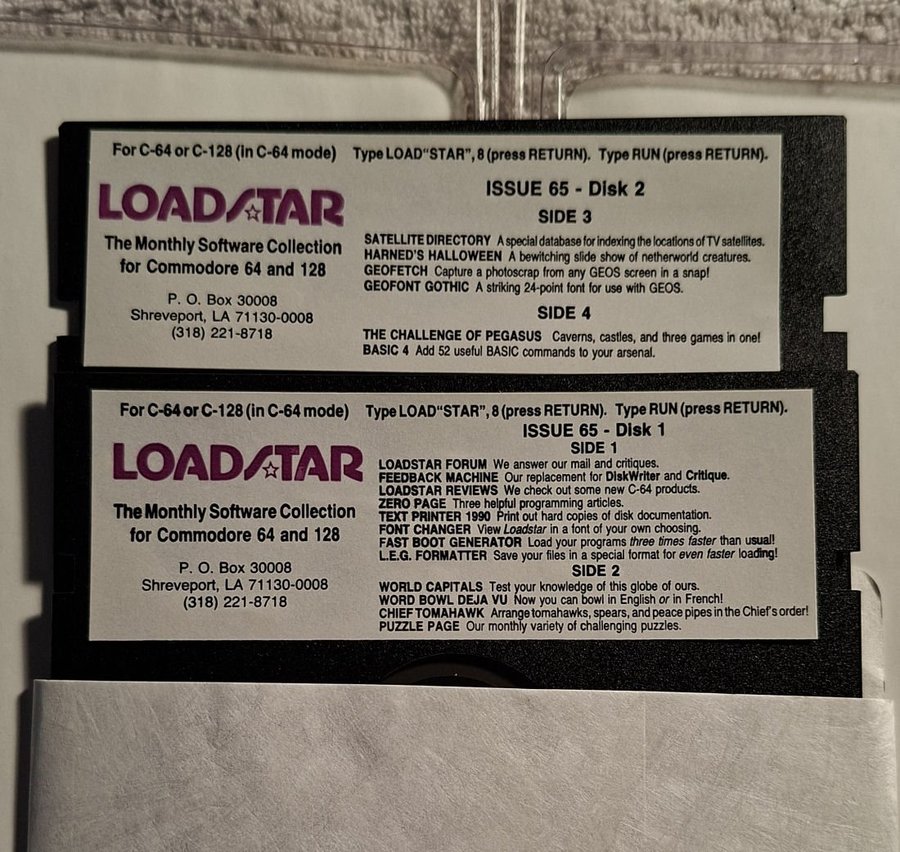 For C-64 or C-128 (in C-64 mode) Type LOAD"STAR", 8 (press RETURN). Type RUN (press RETURN).
LOADSTAR
The Monthly Software Collection
for Commodore 64 and 128
P. O. Box 30008
Shreveport, LA 71130-0008
(318) 221-8718
ISSUE 65 - Disk 2
SIDE 3
SATELLITE DIRECTORY A special database for indexing the locations of TV satellites.
HARNED'S HALLOWEEN A bewitching slide show of netherworld creatures.
GEOFETCH Capture a photoscrap from any GEOS screen in a snap!
GEOFONT GOTHIC A striking 24-point font for use with GEOS.
SIDE 4
THE CHALLENGE OF PEGASUS Caverns, castles, and three games in one!
BASIC 4 Add 52 useful BASIC commands to your arsenal.
For C-64 or C-128 (in C-64 mode) Type LOAD"STAR", 8 (press RETURN). Type RUN (press RETURN).
LOADSTAR
The Monthly Software Collection
for Commodore 64 and 128
P. O. Box 30008
Shreveport, LA 71130-0008
(318) 221-8718
ISSUE 65 - Disk 1
SIDE 1
LOADSTAR FORUM We answer our mail and critiques.
FEEDBACK MACHINE Our replacement for DiskWriter and Critique.
LOADSTAR REVIEWS We check out some new C-64 products.
ZERO PAGE Three helpful programming articles.
TEXT PRINTER 1990 Print out hard copies of disk documentation.
FONT CHANGER View Loadstar in a font of your own choosing.
FAST BOOT GENERATOR Load your programs three times faster than usual!
L.E.G. FORMATTER Save your files in a special format for even faster loading!
SIDE 2
WORLD CAPITALS Test your knowledge of this globe of ours.
WORD BOWL DEJA VU Now you can bowl in English or in French!
CHIEF TOMAHAWK Arrange tomahawks, spears, and peace pipes in the Chief's order!
PUZZLE PAGE Our monthly variety of challenging puzzles.